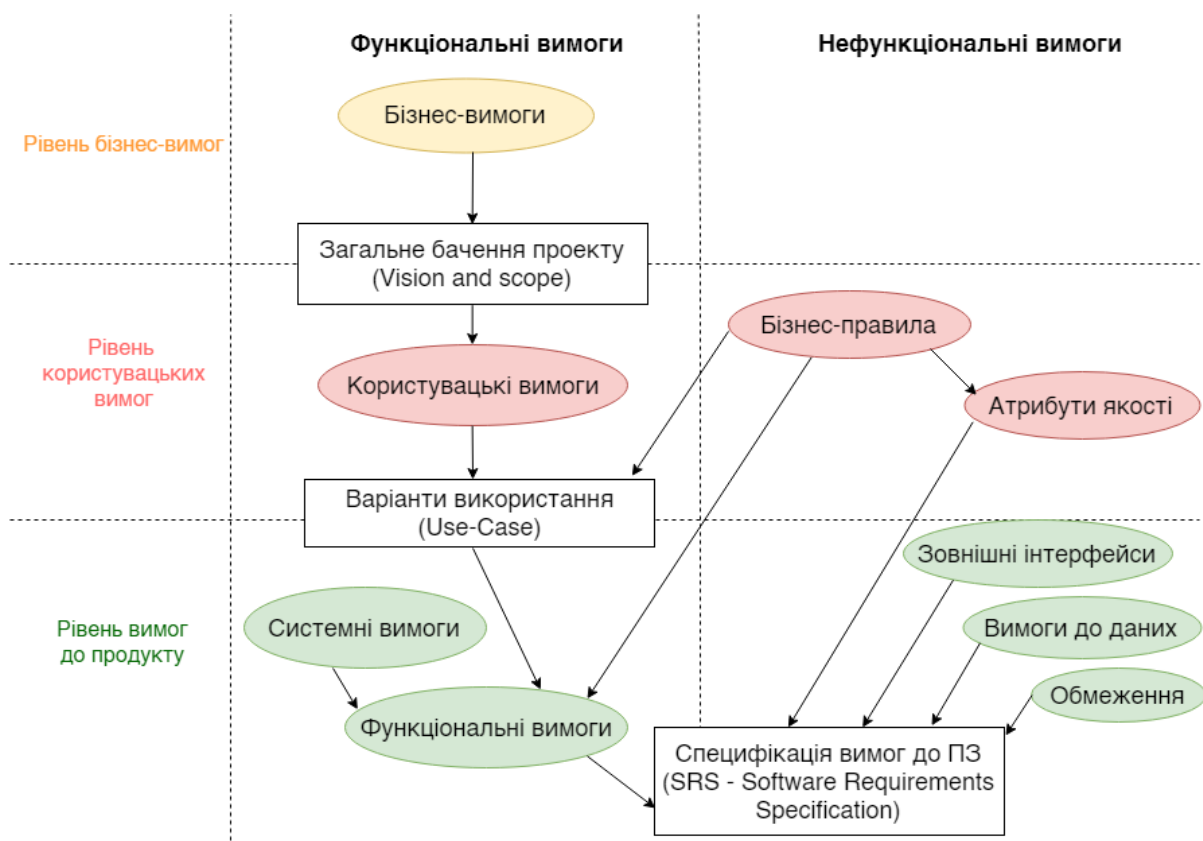 Функціональні вимоги
Нефункціональні вимоги
Бізнес-вимоги
Рівень бізнес-вимог
Загальне бачення проекту
(Vision and scope)
Бізнес-правила
Рівень
користувацьких
вимог
Користувацькі вимоги
Атрибути якості
Варіанти використання
(Use-Case)
Зовнішні інтерфейси
Рівень вимог
до продукту
Системні вимоги
Вимоги до даних
Обмеження
Функціональні вимоги
Специфікація вимог до ПЗ
(SRS - Software Requirements
Specification)